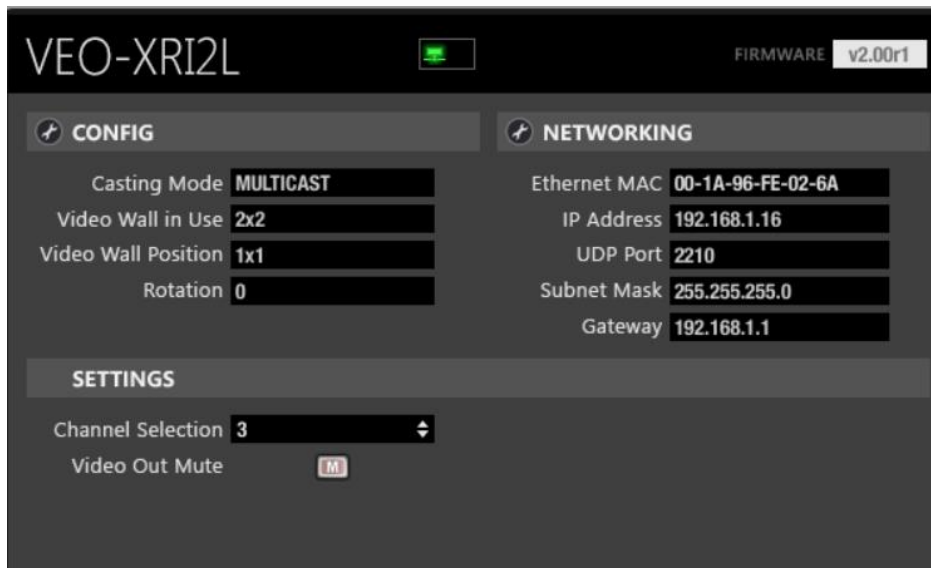 VEO-XRI2L
FIRMWARE v2.00r1
CONFIG
Casting Mode MULTICAST
Video Wall in Use 2x2
Video Wall Position 1x1
Rotation 0
NETWORKING
Ethernet MAC 00-1A-96-FE-02-6A
IP Address 192.168.1.16
UDP Port 2210
Subnet Mask 255.255.255.0
Gateway 192.168.1.1
SETTINGS
Channel Selection 3
Video Out Mute M